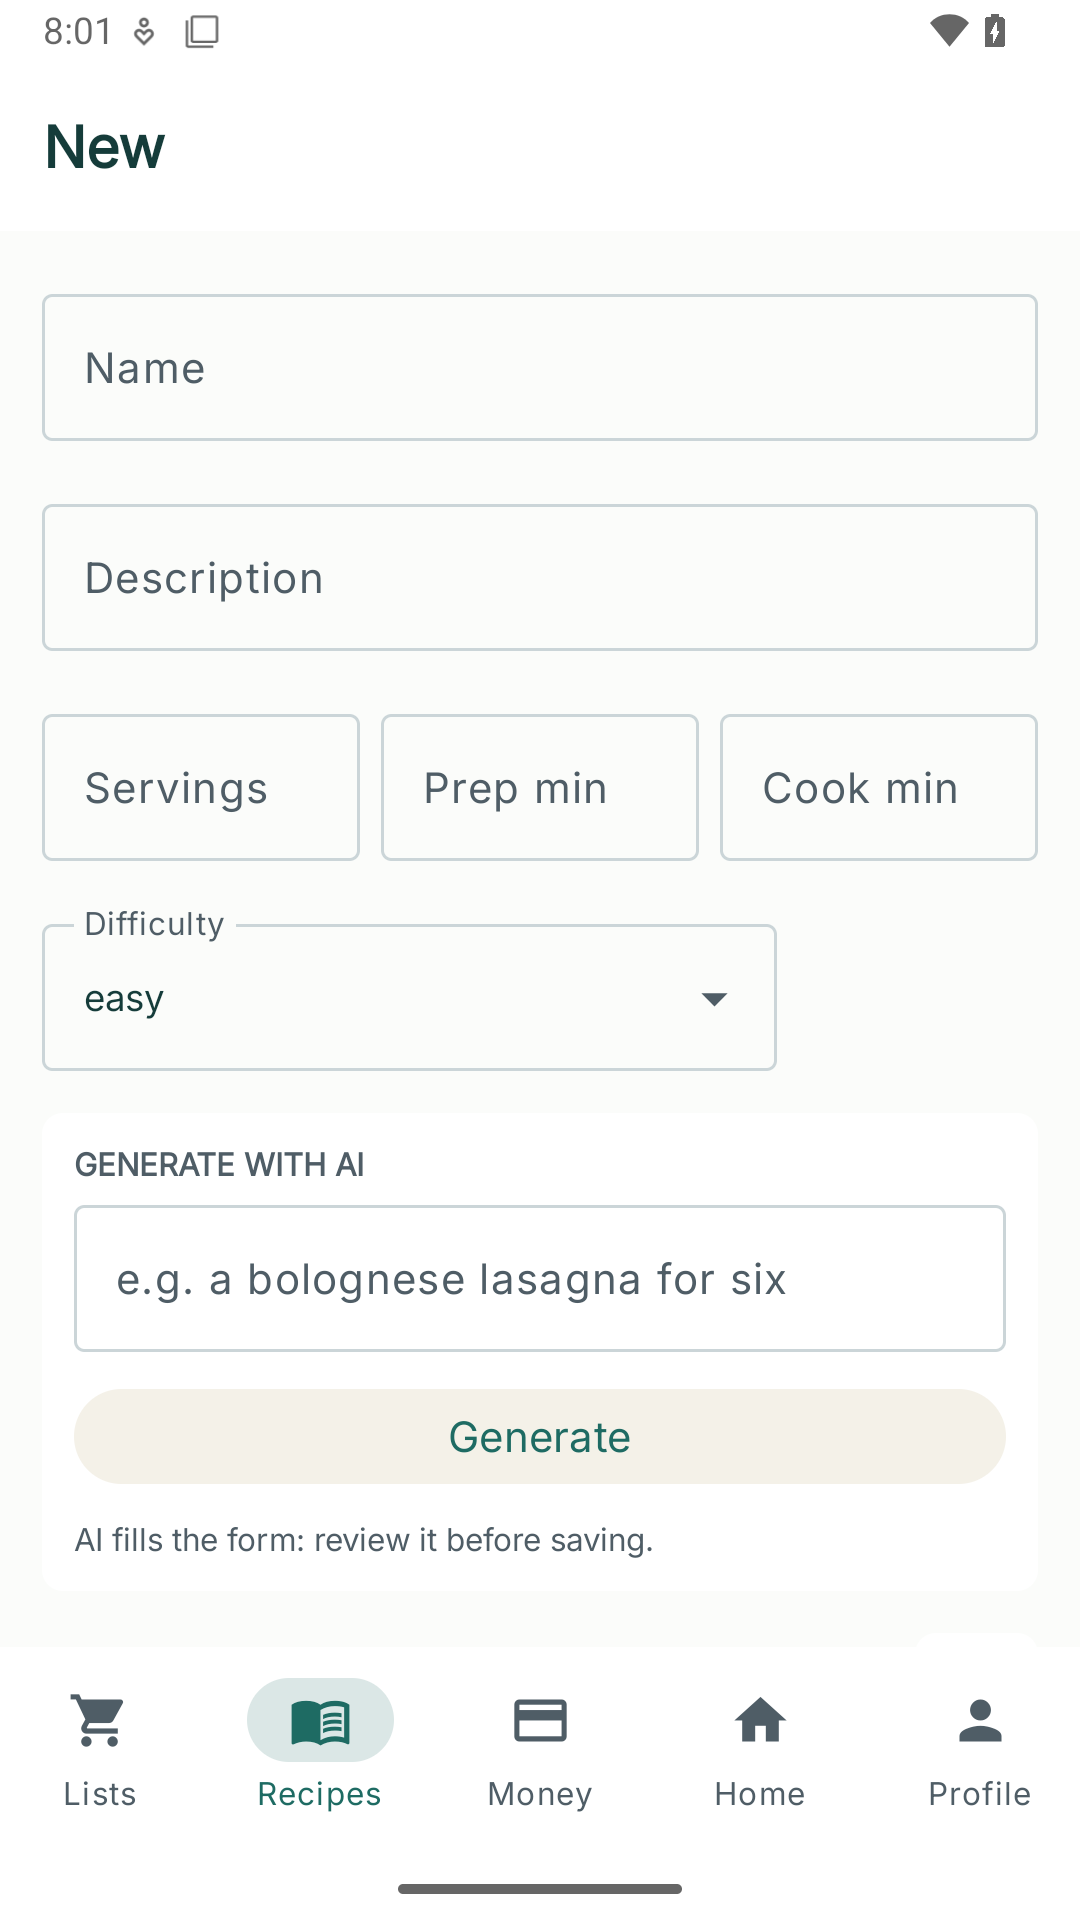 8:01
New
Name
Description
Servings Prep min Cook min
Difficulty
easy
GENERATE WITH AI
e.g. a bolognese lasagna for six
Generate
AI fills the form: review it before saving.
Lists Recipes Money Home Profile